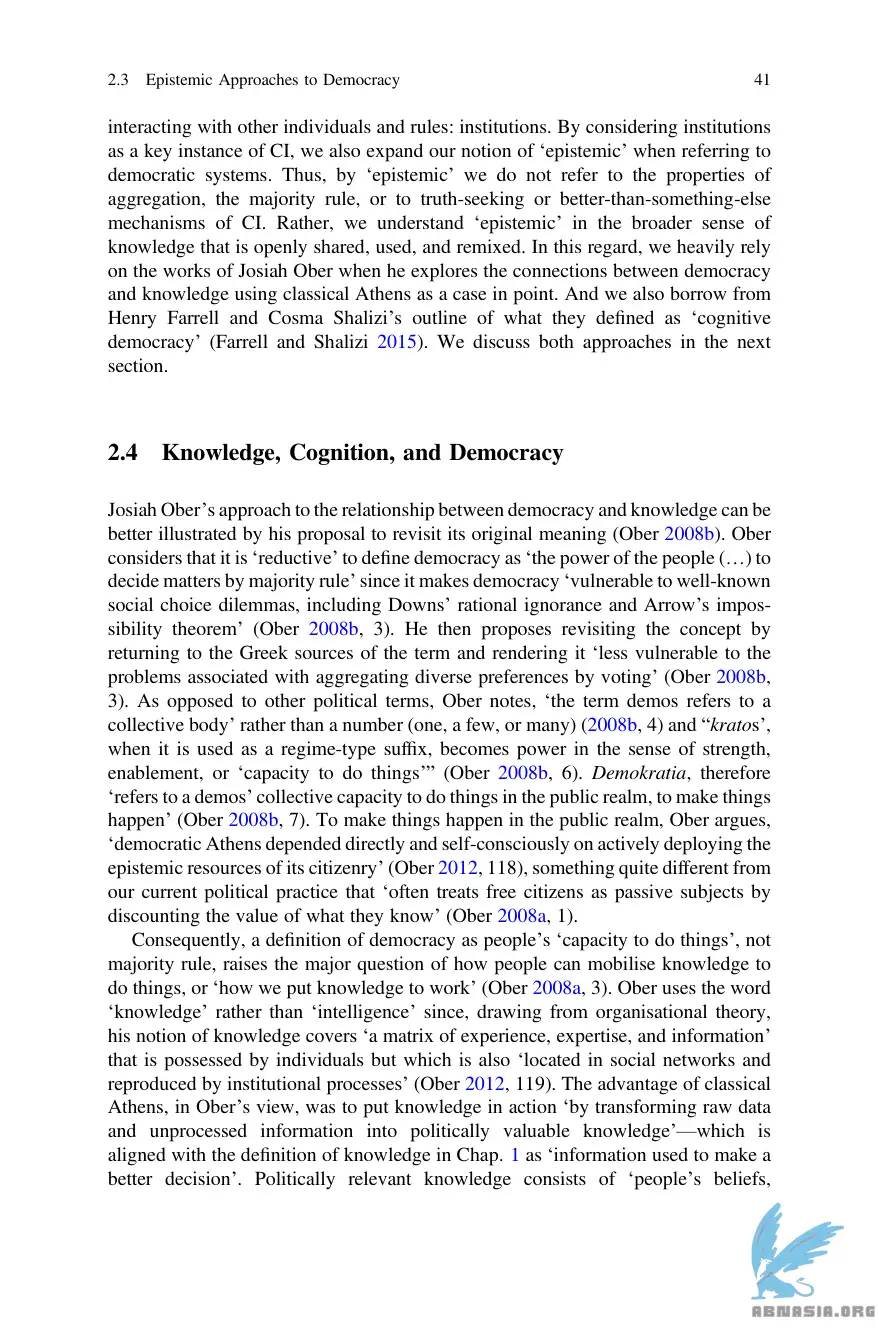 2.3 Epistemic Approaches to Democracy 41
interacting with other individuals and rules: institutions. By considering institutions
as a key instance of CI, we also expand our notion of ‘epistemic’ when referring to
democratic systems. Thus, by ‘epistemic’ we do not refer to the properties of
aggregation, the majority rule, or to truth-seeking or better-than-something-else
mechanisms of CI. Rather, we understand ‘epistemic’ in the broader sense of
knowledge that is openly shared, used, and remixed. In this regard, we heavily rely
on the works of Josiah Ober when he explores the connections between democracy
and knowledge using classical Athens as a case in point. And we also borrow from
Henry Farrell and Cosma Shalizi’s outline of what they defined as ‘cognitive
democracy’ (Farrell and Shalizi 2015). We discuss both approaches in the next
section.
2.4 Knowledge, Cognition, and Democracy
Josiah Ober’s approach to the relationship between democracy and knowledge can be
better illustrated by his proposal to revisit its original meaning (Ober 2008b). Ober
considers that it is ‘reductive’ to define democracy as ‘the power of the people (…) to
decide matters by majority rule’ since it makes democracy ‘vulnerable to well-known
social choice dilemmas, including Downs’ rational ignorance and Arrow’s impos-
sibility theorem’ (Ober 2008b, 3). He then proposes revisiting the concept by
returning to the Greek sources of the term and rendering it ‘less vulnerable to the
problems associated with aggregating diverse preferences by voting’ (Ober 2008b,
3). As opposed to other political terms, Ober notes, ‘the term demos refers to a
collective body’ rather than a number (one, a few, or many) (2008b, 4) and “kratos’,
when it is used as a regime-type suffix, becomes power in the sense of strength,
enablement, or ‘capacity to do things’” (Ober 2008b, 6). Demokratia, therefore
‘refers to a demos’ collective capacity to do things in the public realm, to make things
happen’ (Ober 2008b, 7). To make things happen in the public realm, Ober argues,
‘democratic Athens depended directly and self-consciously on actively deploying the
epistemic resources of its citizenry’ (Ober 2012, 118), something quite different from
our current political practice that ‘often treats free citizens as passive subjects by
discounting the value of what they know’ (Ober 2008a, 1).
Consequently, a definition of democracy as people’s ‘capacity to do things’, not
majority rule, raises the major question of how people can mobilise knowledge to
do things, or ‘how we put knowledge to work’ (Ober 2008a, 3). Ober uses the word
‘knowledge’ rather than ‘intelligence’ since, drawing from organisational theory,
his notion of knowledge covers ‘a matrix of experience, expertise, and information’
that is possessed by individuals but which is also ‘located in social networks and
reproduced by institutional processes’ (Ober 2012, 119). The advantage of classical
Athens, in Ober’s view, was to put knowledge in action ‘by transforming raw data
and unprocessed information into politically valuable knowledge’—which is
aligned with the definition of knowledge in Chap. 1 as ‘information used to make a
better decision’. Politically relevant knowledge consists of ‘people’s beliefs,
ABNASIA.ORG